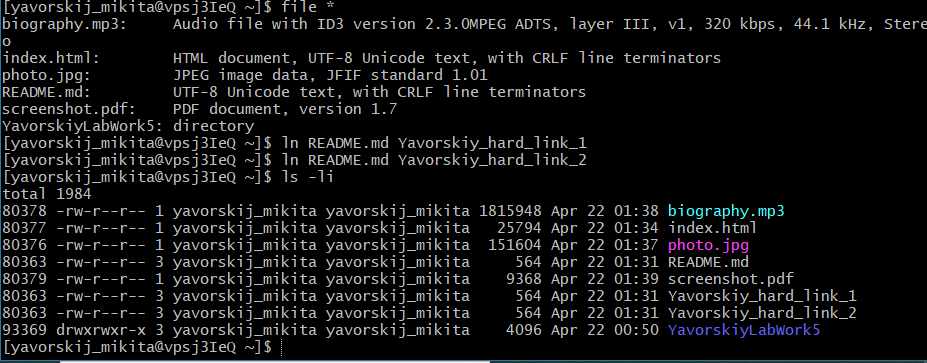 [yavorskij_mikita@vpsj3IeQ ~]$ file *
biography.mp3:     Audio file with ID3 version 2.3.0MPEG ADTS, layer III, v1, 320 kbps, 44.1 kHz, Stere
o
index.html:        HTML document, UTF-8 Unicode text, with CRLF line terminators
photo.jpg:         JPEG image data, JFIF standard 1.01
README.md:         UTF-8 Unicode text, with CRLF line terminators
screenshot.pdf:    PDF document, version 1.7
YavorskiyLabWork5: directory
[yavorskij_mikita@vpsj3IeQ ~]$ ln README.md Yavorskiy_hard_link_1
[yavorskij_mikita@vpsj3IeQ ~]$ ln README.md Yavorskiy_hard_link_2
[yavorskij_mikita@vpsj3IeQ ~]$ ls -li
total 1984
80378 -rw-r--r-- 1 yavorskij_mikita yavorskij_mikita 1815948 Apr 22 01:38 biography.mp3
80377 -rw-r--r-- 1 yavorskij_mikita yavorskij_mikita   25794 Apr 22 01:34 index.html
80376 -rw-r--r-- 1 yavorskij_mikita yavorskij_mikita  151604 Apr 22 01:37 photo.jpg
80363 -rw-r--r-- 3 yavorskij_mikita yavorskij_mikita     564 Apr 22 01:31 README.md
80379 -rw-r--r-- 1 yavorskij_mikita yavorskij_mikita    9368 Apr 22 01:39 screenshot.pdf
80363 -rw-r--r-- 3 yavorskij_mikita yavorskij_mikita     564 Apr 22 01:31 Yavorskiy_hard_link_1
80363 -rw-r--r-- 3 yavorskij_mikita yavorskij_mikita     564 Apr 22 01:31 Yavorskiy_hard_link_2
93369 drwxrwxr-x 3 yavorskij_mikita yavorskij_mikita    4096 Apr 22 00:50 YavorskiyLabWork5
[yavorskij_mikita@vpsj3IeQ ~]$